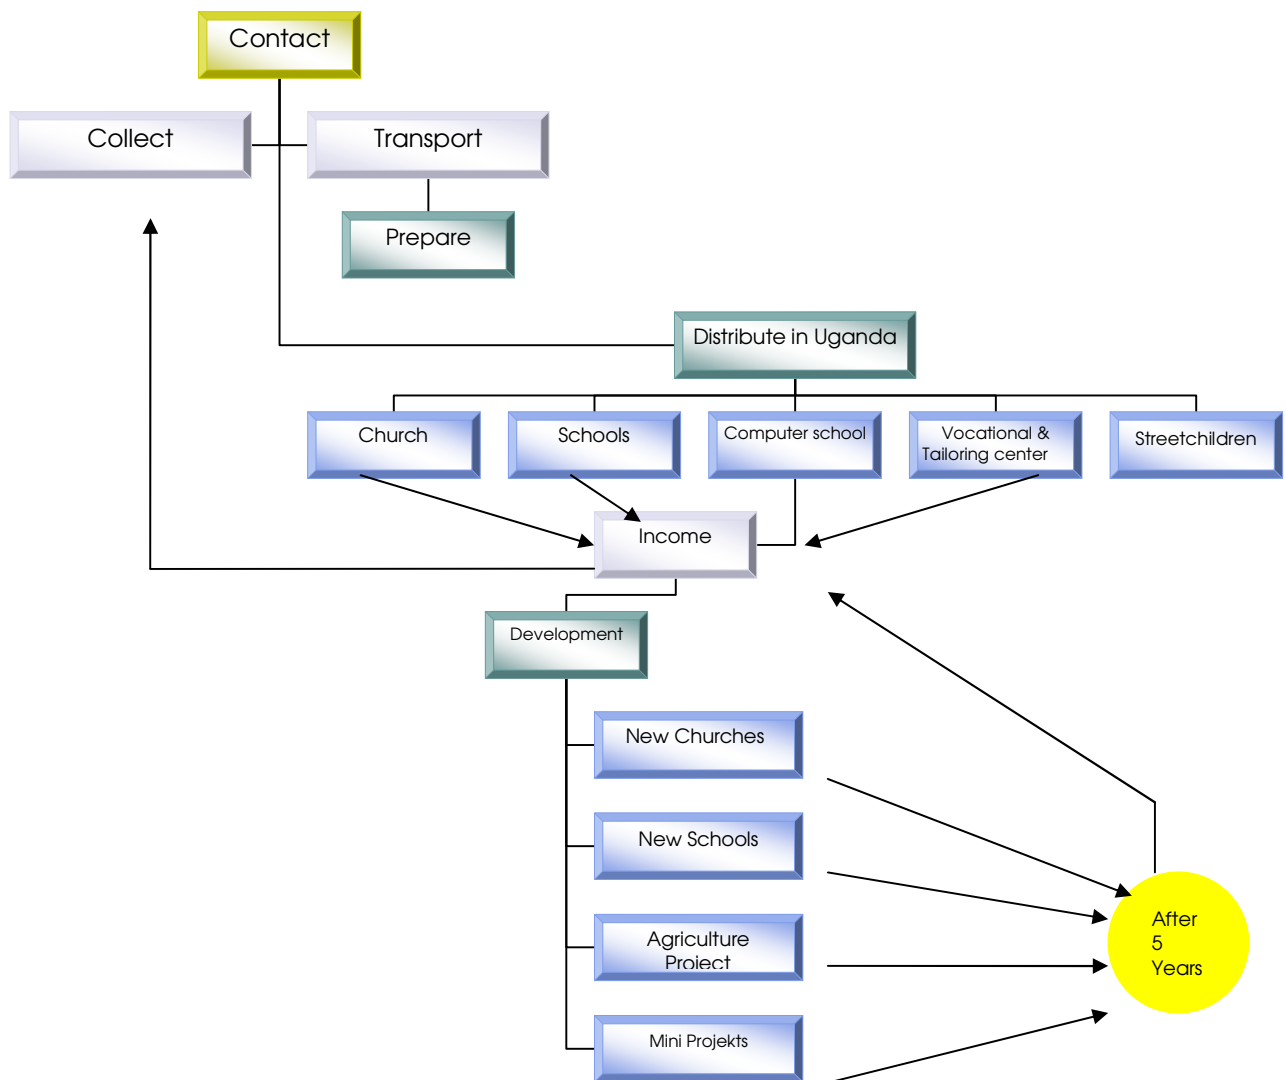 Contact
Collect
Transport
Prepare
Distribute in Uganda
Church
Schools
Computer school
Vocational &
Tailoring center
Streetchildren
Income
Development
New Churches
New Schools
Agriculture
Project
Mini Projekts
After
5
Years